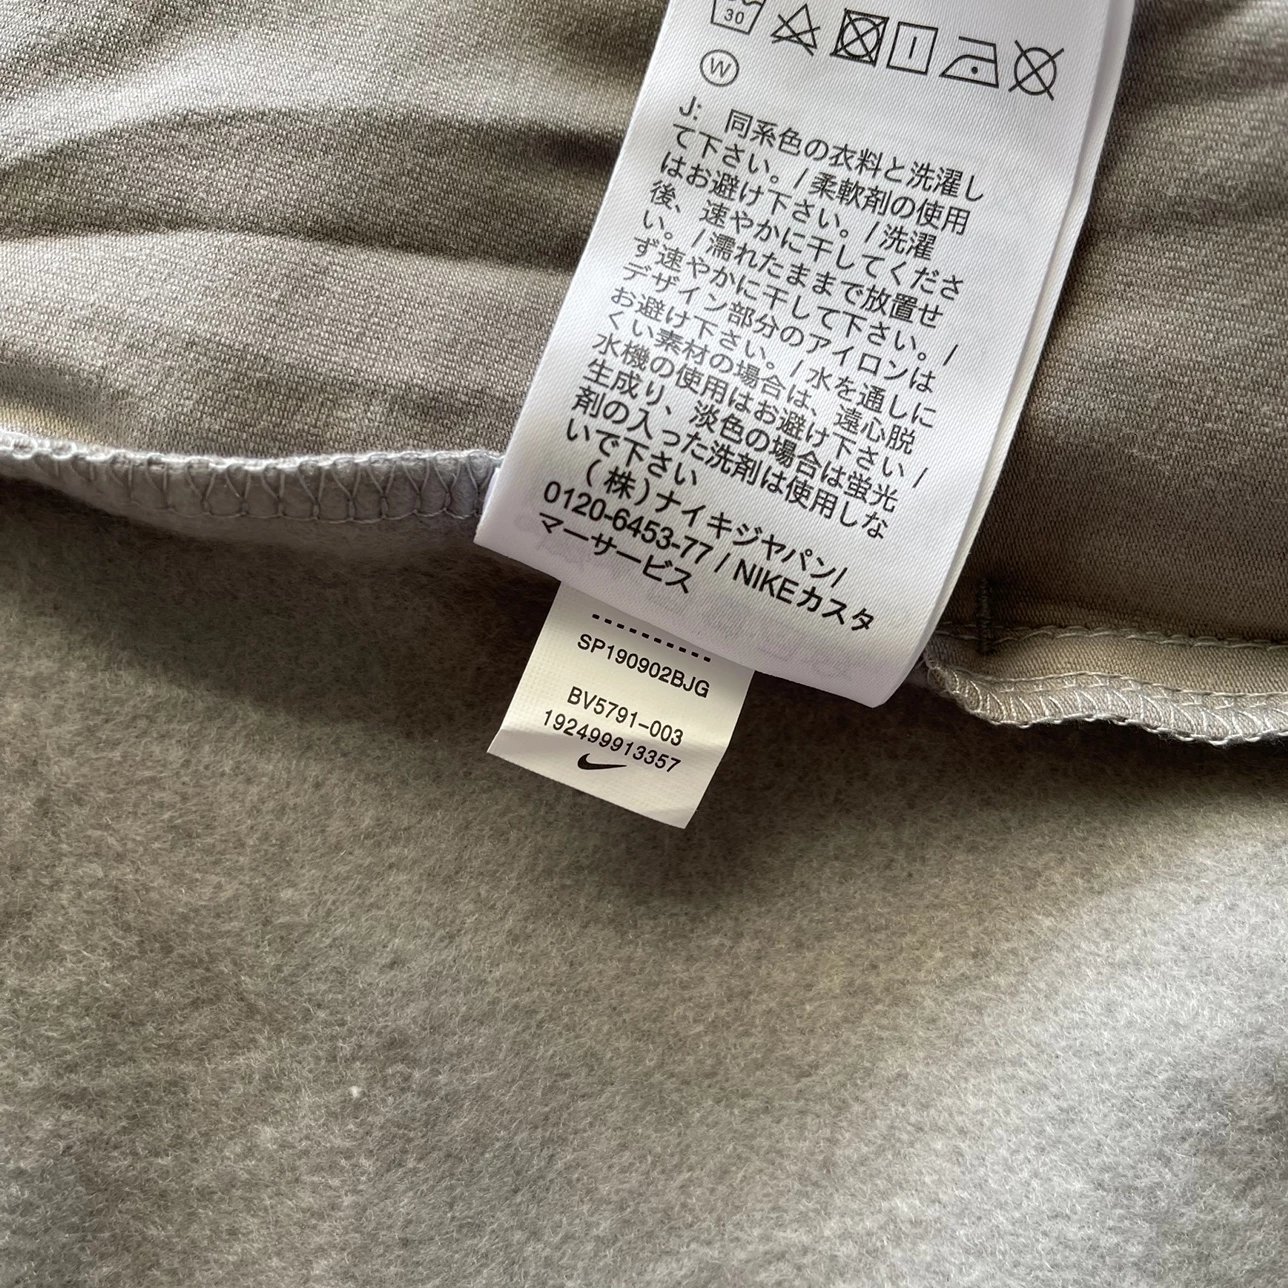 30
W
J: 同系色の衣料と洗濯し
て下さい。/柔軟剤の使用
はお避け下さい。/洗濯
後、速やかに干してくださ
い。/濡れたままで放置せ
ず速やかに干して下さい。/
デザイン部分のアイロンは
お避け下さい。/水を通しに
くい素材の場合は、遠心脱
水機の使用はお避け下さい/
生成り、淡色の場合は蛍光
剤の入った洗剤は使用しな
いで下さい
(株)ナイキジヤパン/
0120-6453-77 / NIKEカスタ
マーサービス
SP190902BJG
BV5791-003
192499913357